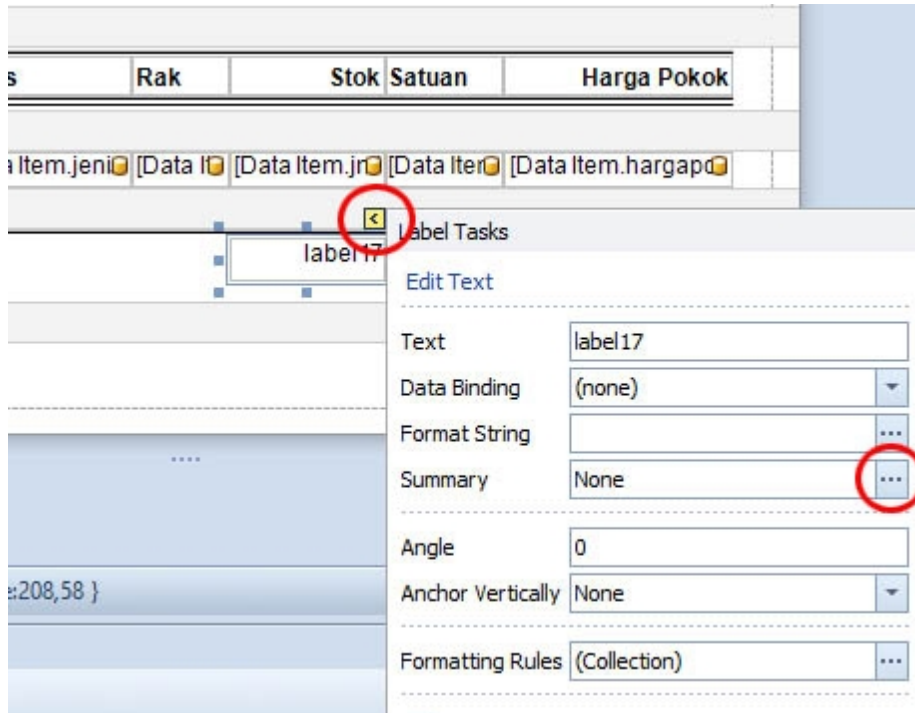 s Rak Stok Satuan Harga Pokok
a Item.jeni [Data It [Data Item.jn [Data Iten [Data Item.hargapo
<
Label Tasks
label17
Edit Text
Text label17
Data Binding (none)
Format String ...
Summary None ...
Angle 0
Anchor Vertically None
e:208,58 }
Formatting Rules (Collection) ...